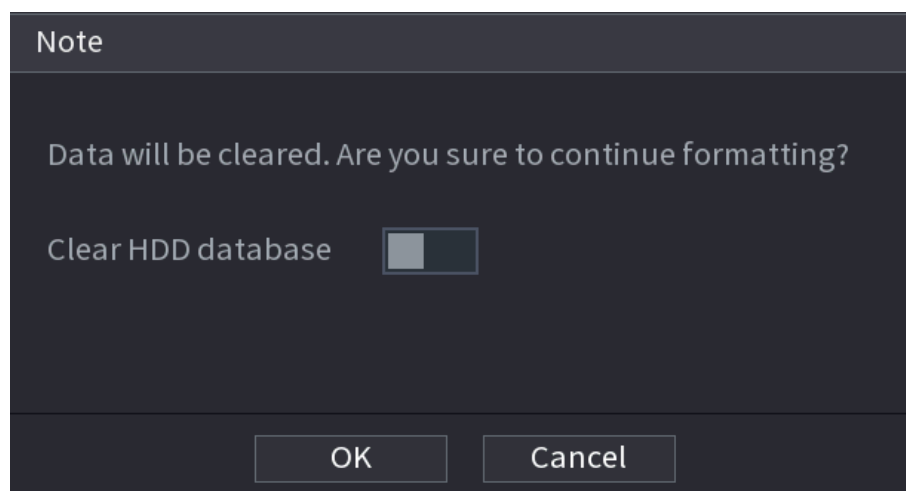 Note
Data will be cleared. Are you sure to continue formatting?
Clear HDD database
OK
Cancel